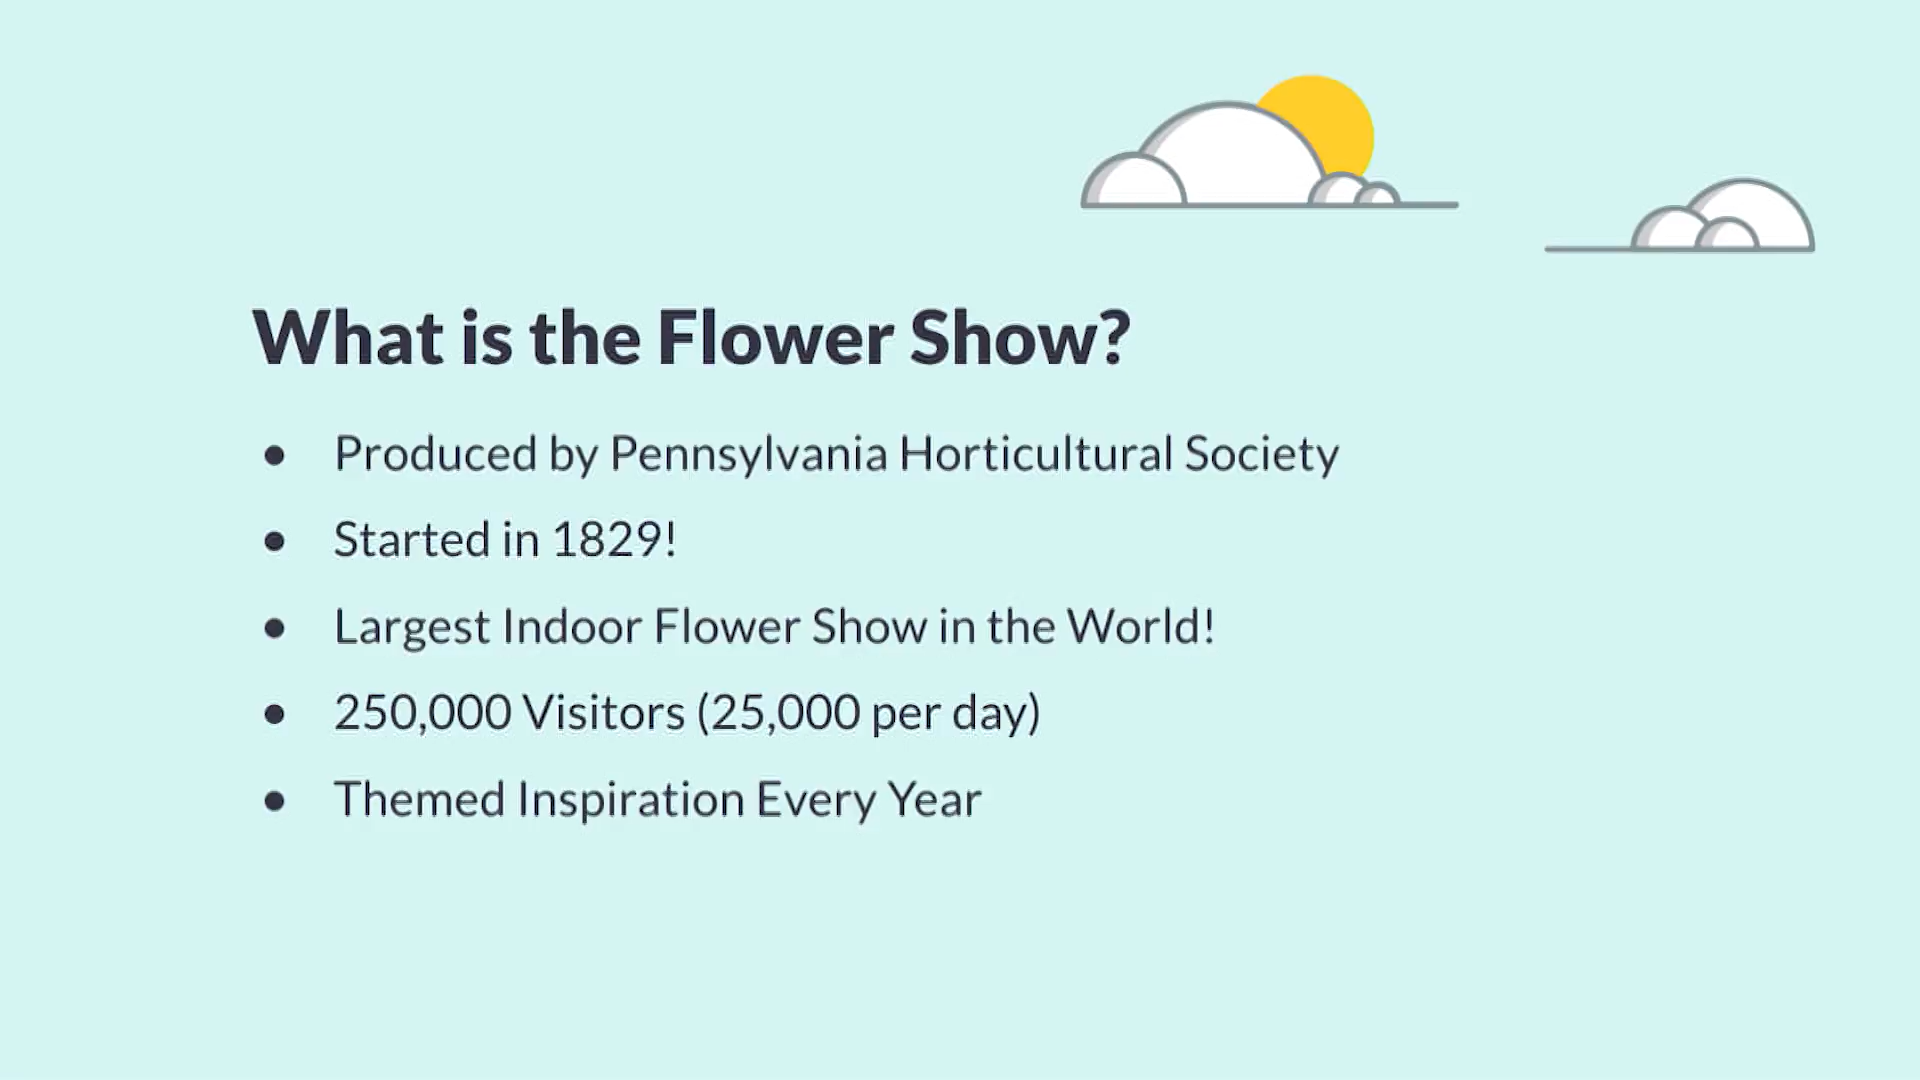 What is the Flower Show?
● Produced by Pennsylvania Horticultural Society
● Started in 1829!
● Largest Indoor Flower Show in the World!
● 250,000 Visitors (25,000 per day)
● Themed Inspiration Every Year